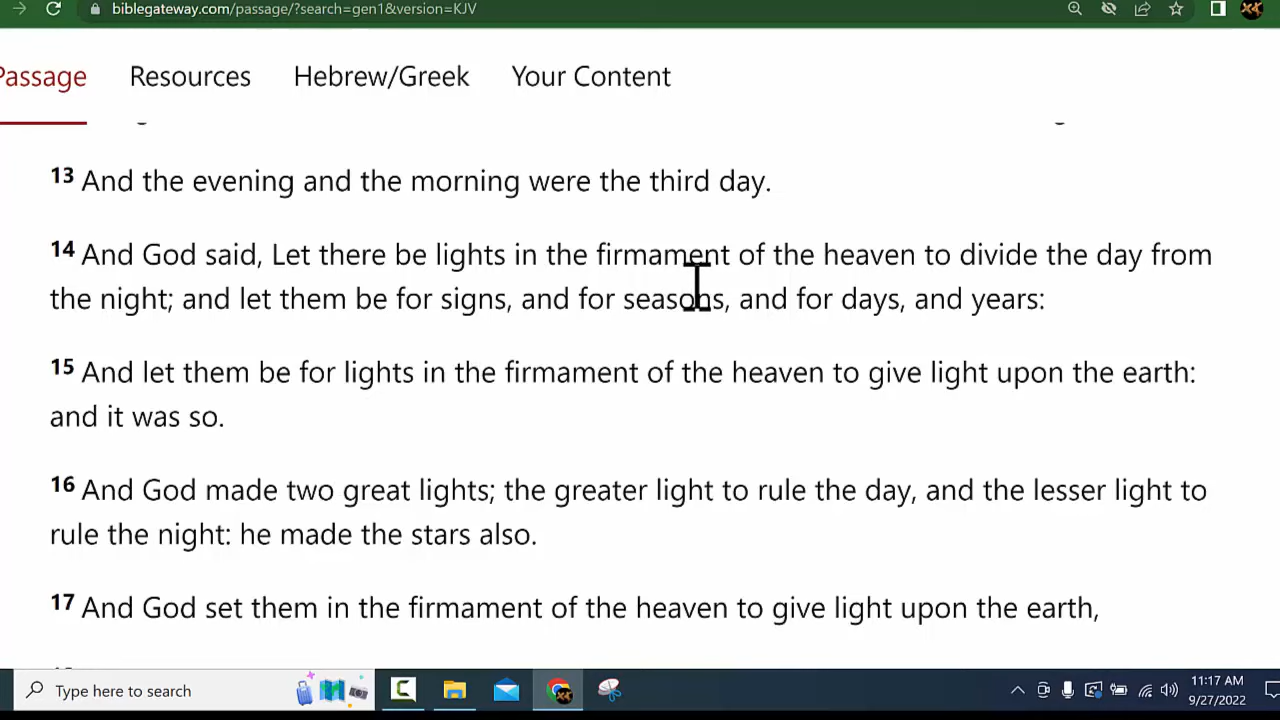 biblegateway.com/passage/?search=gen1&version=KJV
Passage Resources Hebrew/Greek Your Content
13 And the evening and the morning were the third day.
14 And God said, Let there be lights in the firmament of the heaven to divide the day from
the night; and let them be for signs, and for seasons, and for days, and years:
15 And let them be for lights in the firmament of the heaven to give light upon the earth:
and it was so.
16 And God made two great lights; the greater light to rule the day, and the lesser light to
rule the night: he made the stars also.
17 And God set them in the firmament of the heaven to give light upon the earth,
Type here to search
11:17 AM
9/27/2022